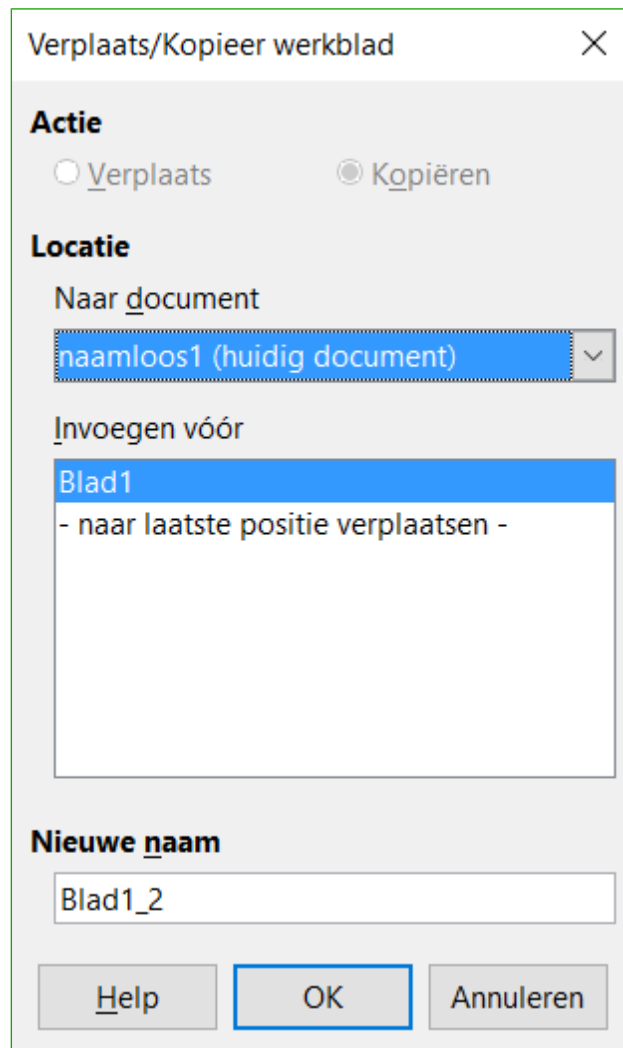 Verplaats/Kopieer werkblad
Actie
Verplaats Kopiëren
Locatie
Naar document
naamloos1 (huidig document)
Invoegen vóór
Blad1
- naar laatste positie verplaatsen -
Nieuwe naam
Blad1_2
Help OK Annuleren